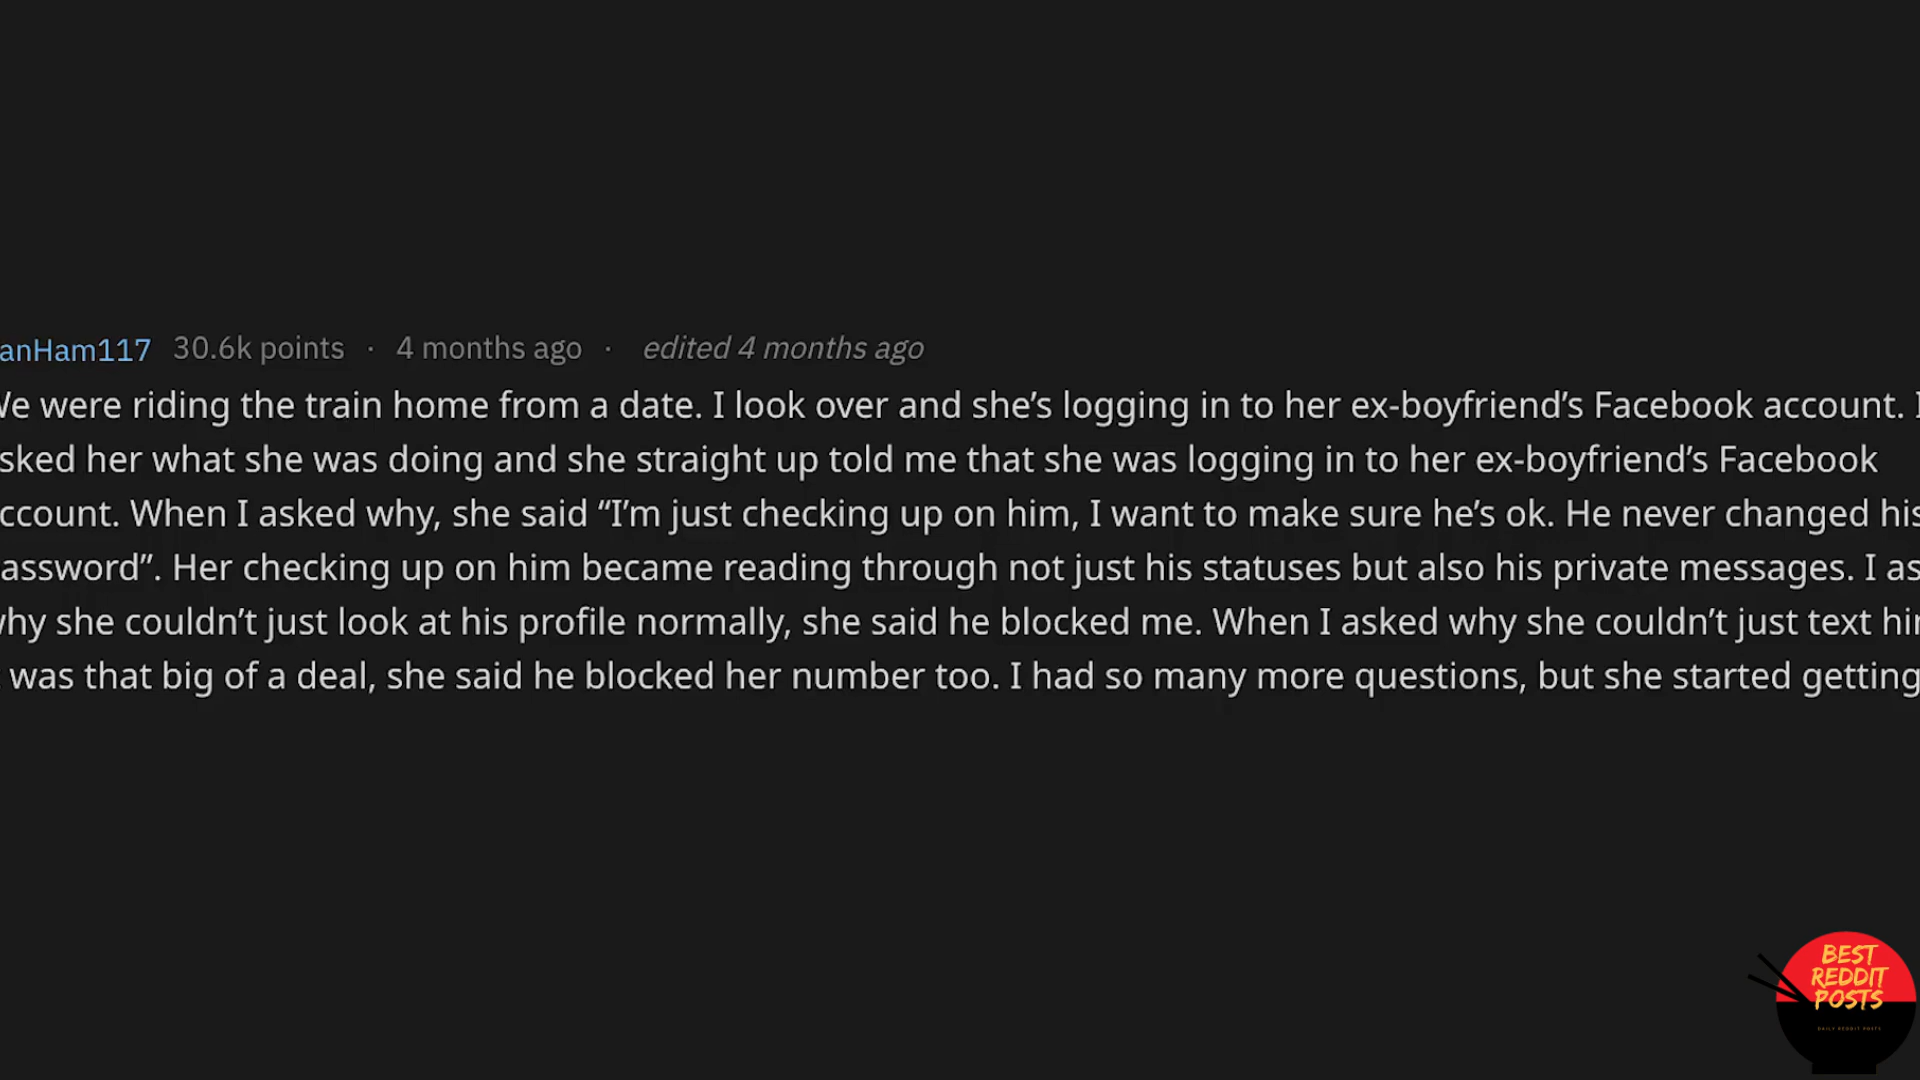 anHam117 30.6k points · 4 months ago · edited 4 months ago
We were riding the train home from a date. I look over and she’s logging in to her ex-boyfriend’s Facebook account. I
sked her what she was doing and she straight up told me that she was logging in to her ex-boyfriend’s Facebook
ccount. When I asked why, she said “I’m just checking up on him, I want to make sure he’s ok. He never changed his
assword”. Her checking up on him became reading through not just his statuses but also his private messages. I as
why she couldn’t just look at his profile normally, she said he blocked me. When I asked why she couldn’t just text hi
was that big of a deal, she said he blocked her number too. I had so many more questions, but she started getting
BEST
REDDIT
POSTS
DAILY REDDIT POSTS